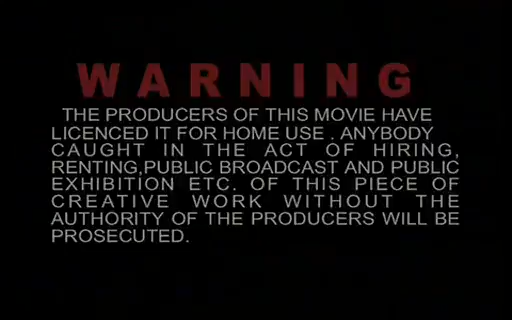 WARNING
THE PRODUCERS OF THIS MOVIE HAVE
LICENCED IT FOR HOME USE . ANYBODY
CAUGHT IN THE ACT OF HIRING,
RENTING,PUBLIC BROADCAST AND PUBLIC
EXHIBITION ETC. OF THIS PIECE OF
CREATIVE WORK WITHOUT THE
AUTHORITY OF THE PRODUCERS WILL BE
PROSECUTED.